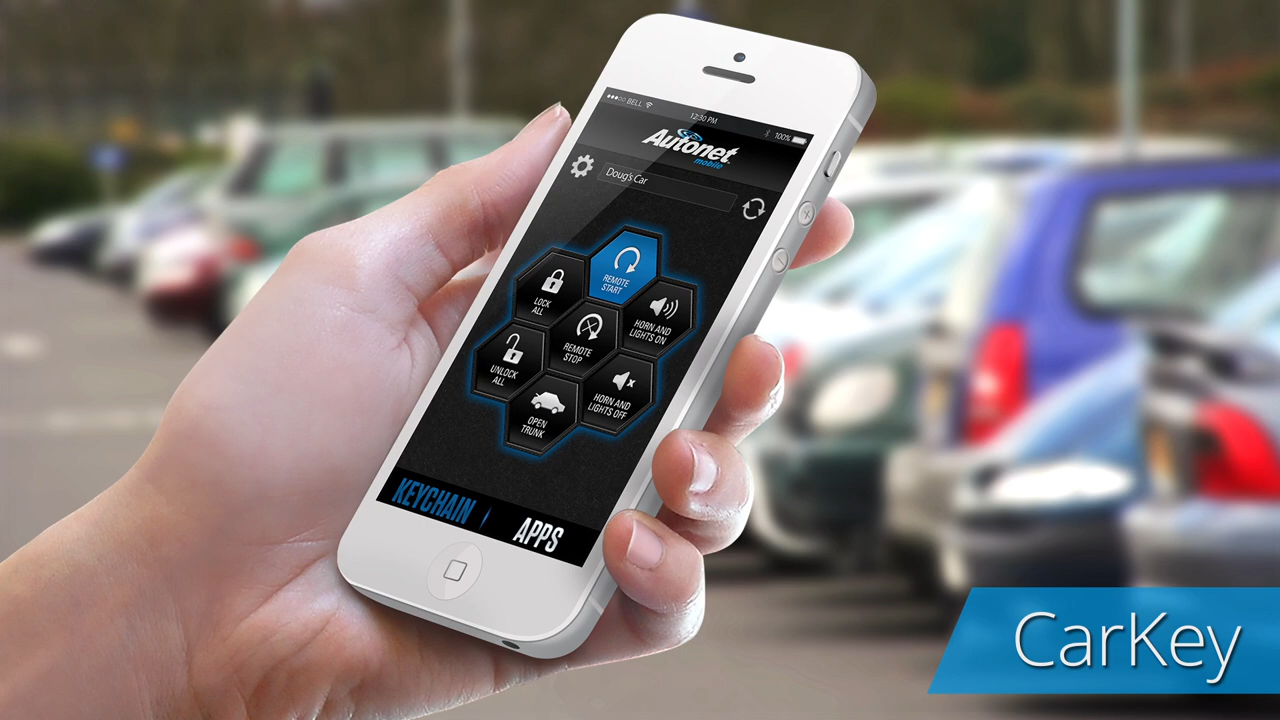 BELL
12:30 PM
100%
Autonet
mobile
Doug's Car
REMOTE
START
LOCK
ALL
HORN AND
LIGHTS ON
REMOTE
STOP
UNLOCK
ALL
HORN AND
LIGHTS OFF
OPEN
TRUNK
KEYCHAIN
APPS
CarKey